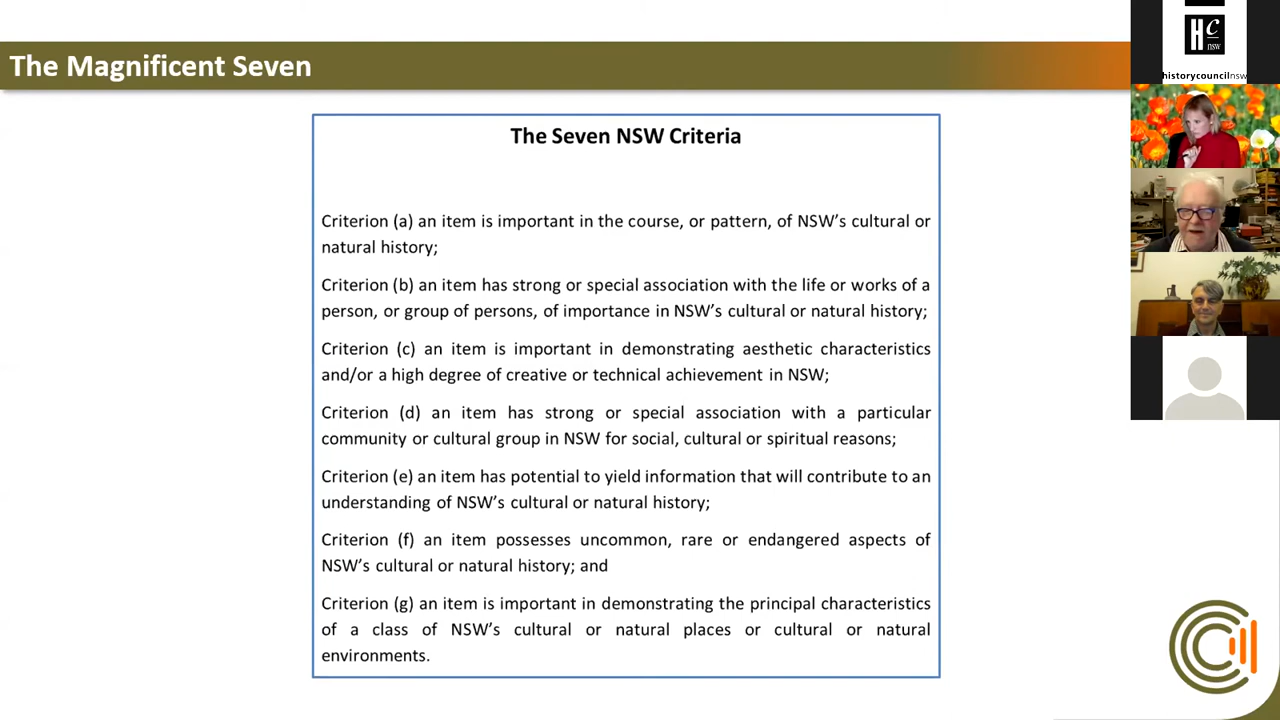 The Magnificent Seven
The Seven NSW Criteria
Criterion (a) an item is important in the course, or pattern, of NSW’s cultural or
natural history;
Criterion (b) an item has strong or special association with the life or works of a
person, or group of persons, of importance in NSW’s cultural or natural history;
Criterion (c) an item is important in demonstrating aesthetic characteristics
and/or a high degree of creative or technical achievement in NSW;
Criterion (d) an item has strong or special association with a particular
community or cultural group in NSW for social, cultural or spiritual reasons;
Criterion (e) an item has potential to yield information that will contribute to an
understanding of NSW’s cultural or natural history;
Criterion (f) an item possesses uncommon, rare or endangered aspects of
NSW’s cultural or natural history; and
Criterion (g) an item is important in demonstrating the principal characteristics
of a class of NSW’s cultural or natural places or cultural or natural
environments.
Hc
nsw
historycouncilnsw